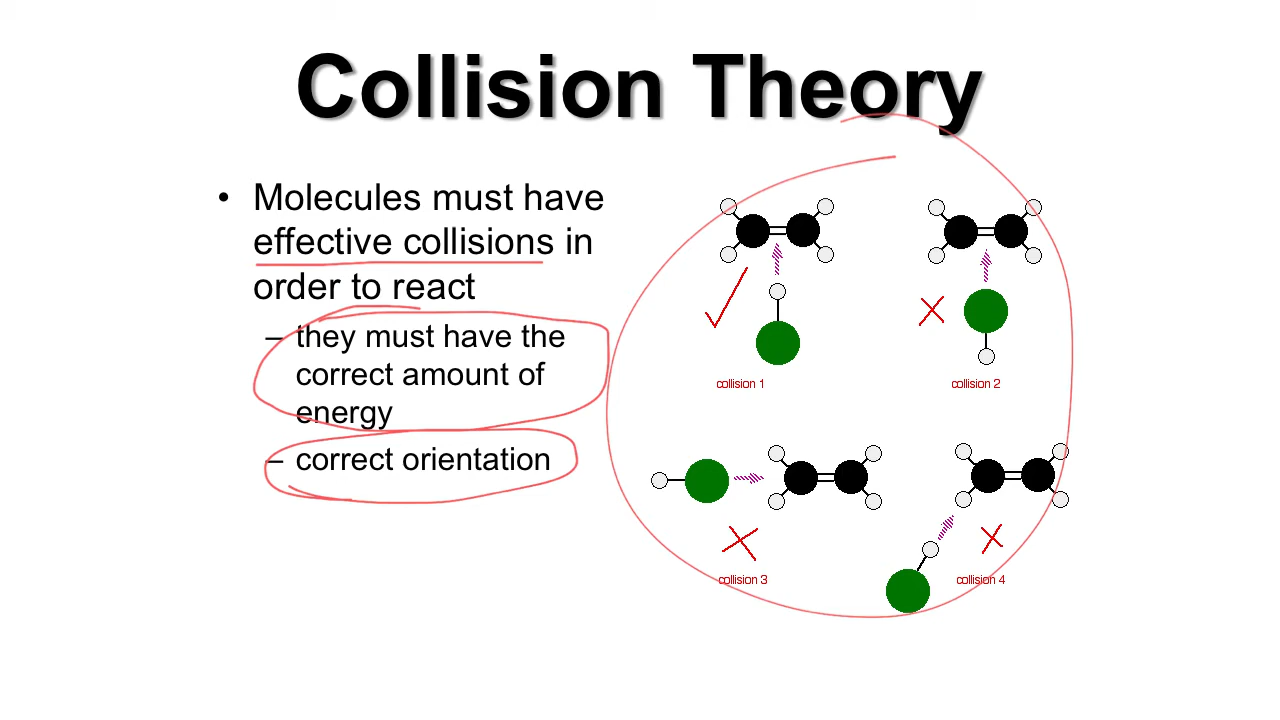 Collision Theory
• Molecules must have
effective collisions in
order to react
– they must have the
correct amount of
energy
– correct orientation
collision 1
collision 2
collision 3
collision 4